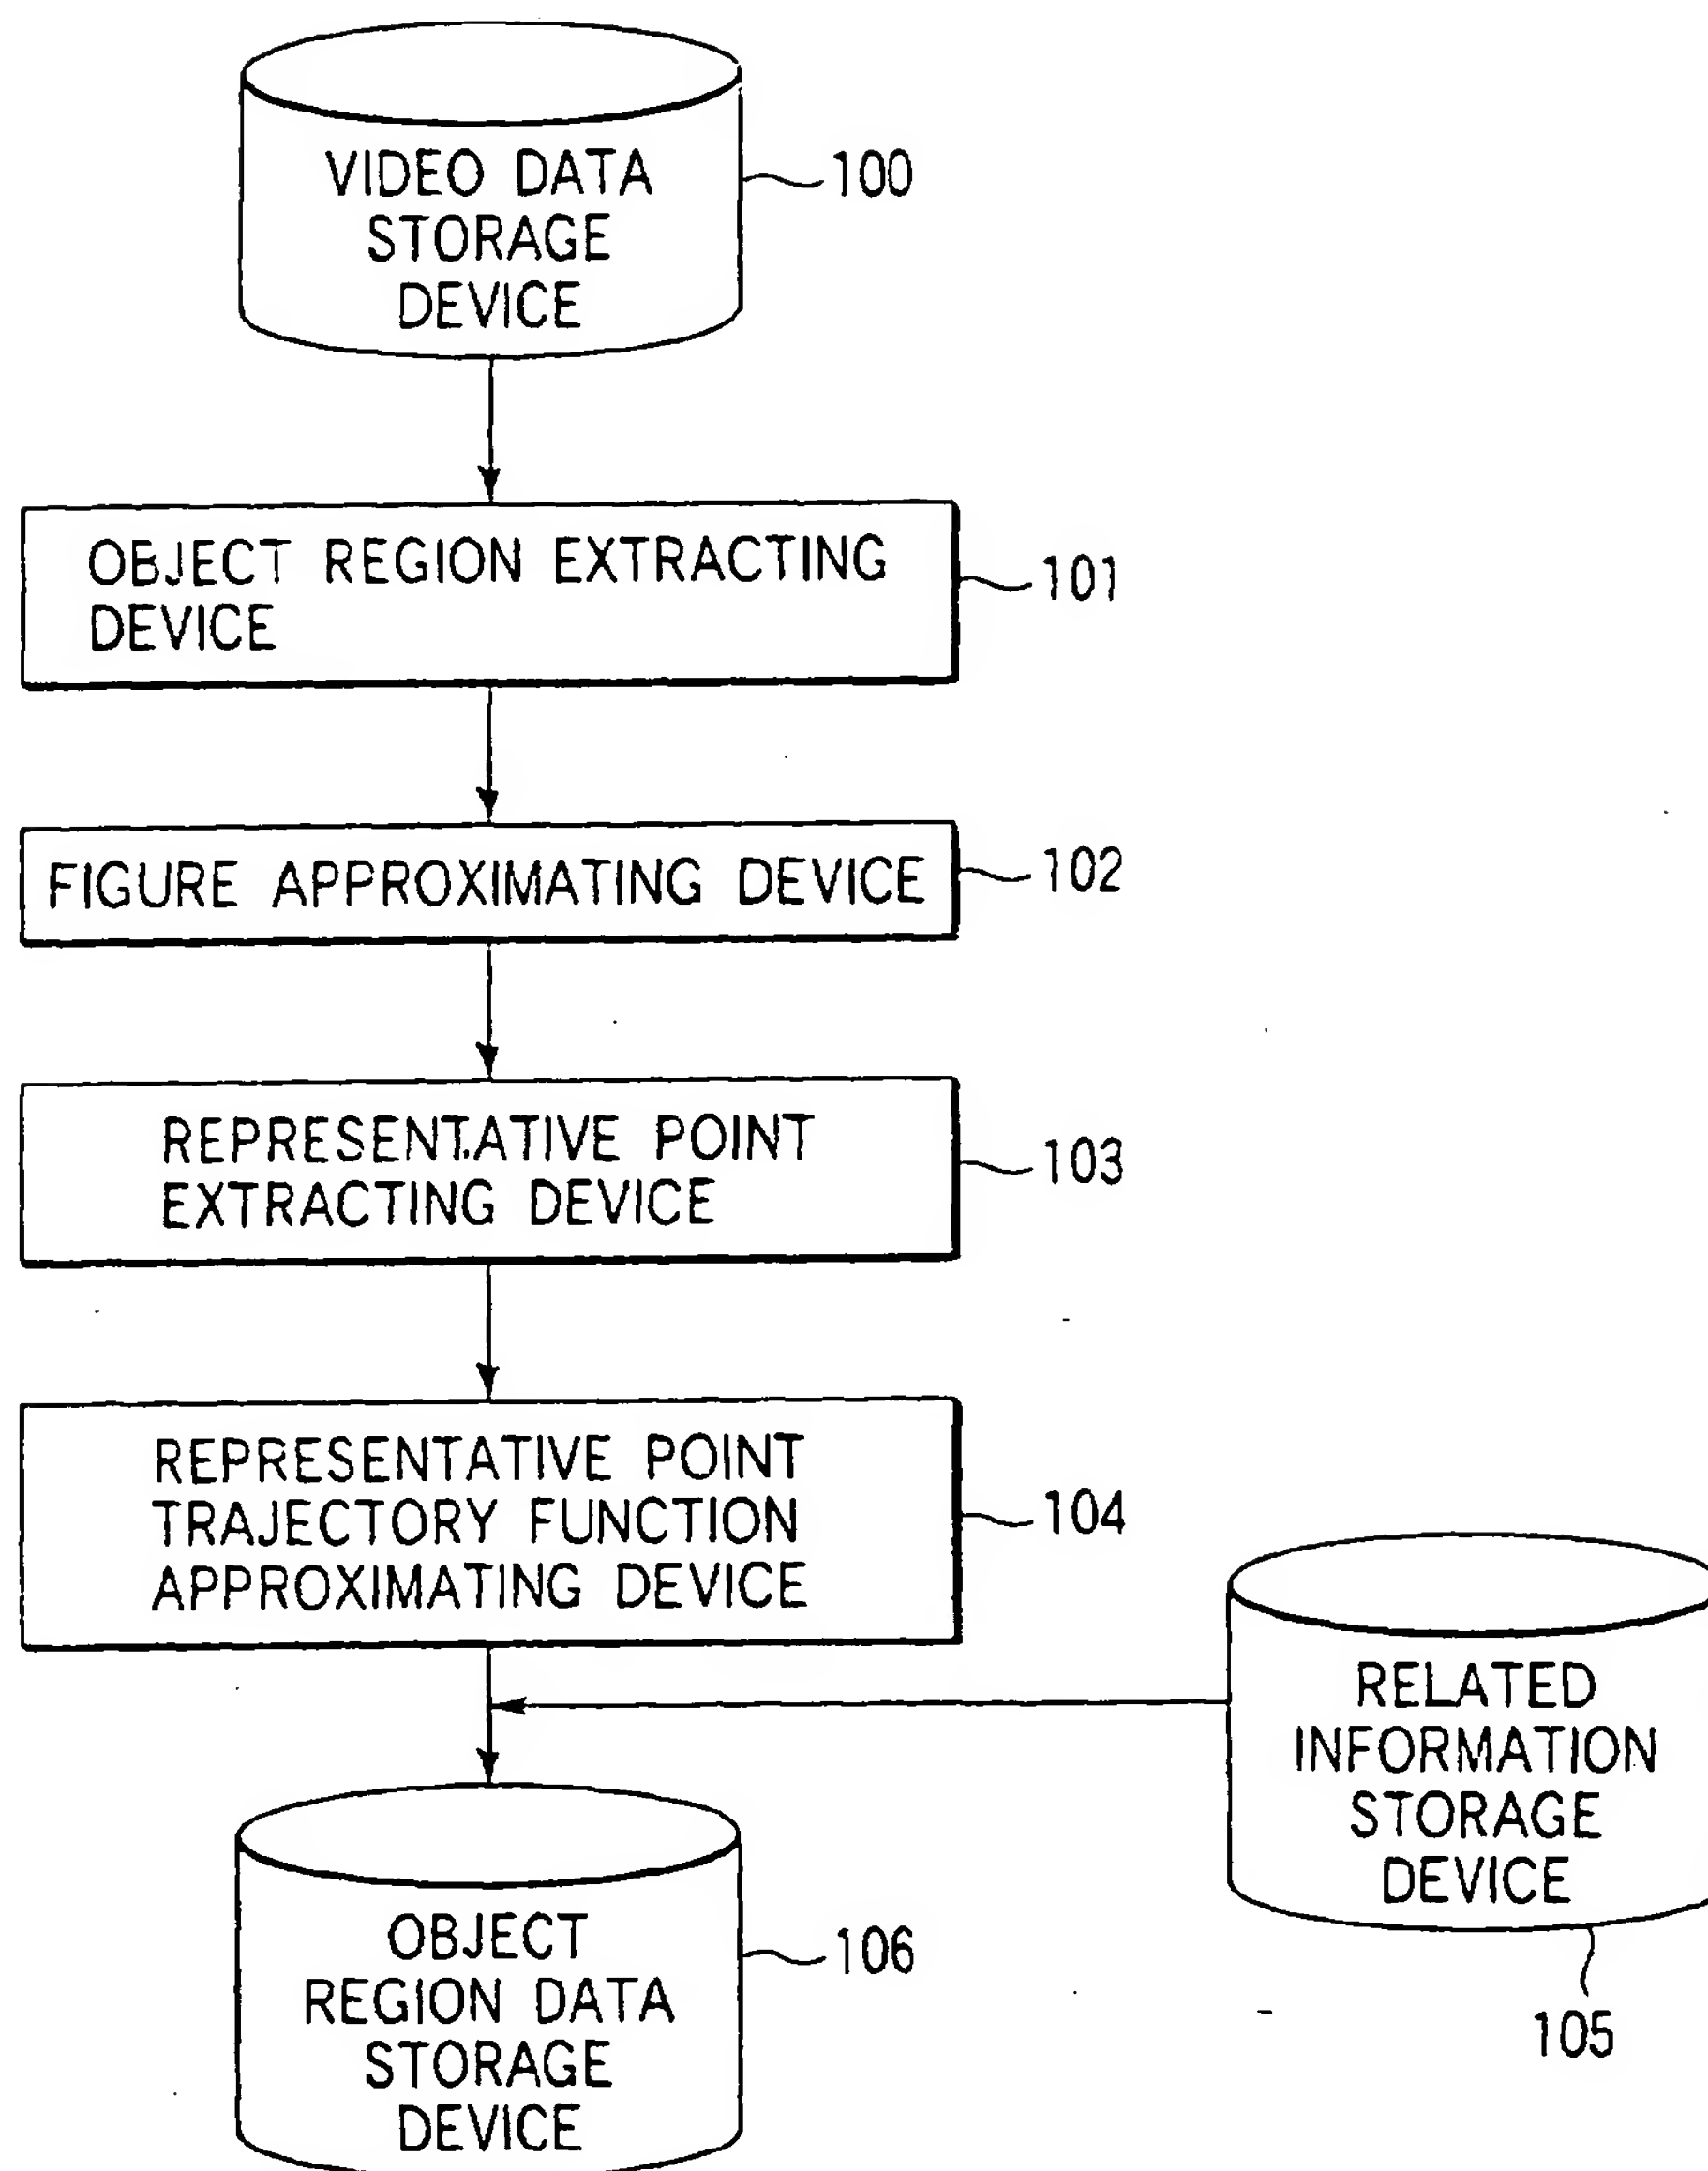 VIDEO DATA
STORAGE
DEVICE
100
OBJECT REGION EXTRACTING
DEVICE
101
FIGURE APPROXIMATING DEVICE
102
REPRESENTATIVE POINT
EXTRACTING DEVICE
103
REPRESENTATIVE POINT
TRAJECTORY FUNCTION
APPROXIMATING DEVICE
104
RELATED
INFORMATION
STORAGE
DEVICE
105
OBJECT
REGION DATA
STORAGE
DEVICE
106